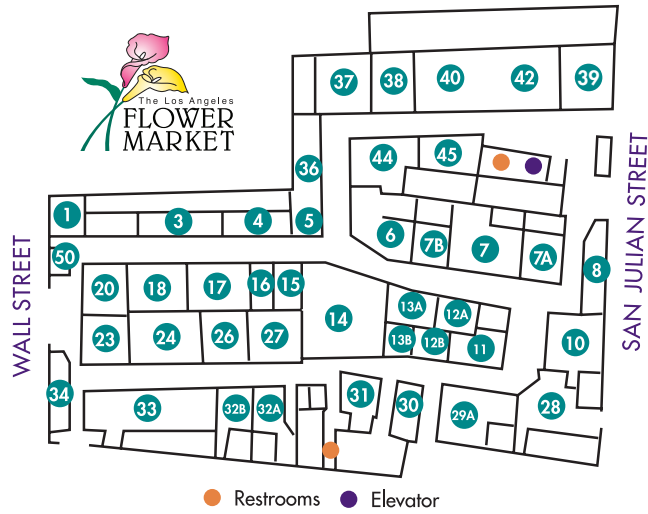 The Los Angeles
FLOWER
MARKET
WALL STREET
SAN JULIAN STREET
37
38
40
42
39
36
44
45
1
3
4
5
6
7B
7
7A
50
8
20
18
17
16
15
14
13A
12A
23
24
26
27
13B
12B
11
10
34
33
32B
32A
31
30
29A
28
Restrooms
Elevator